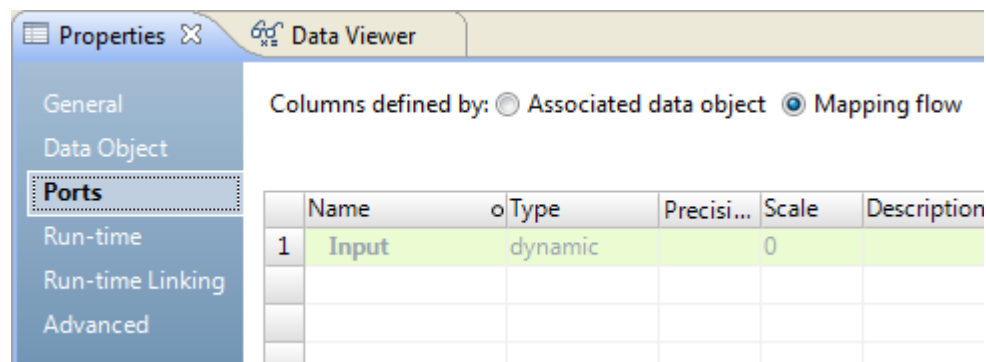 Properties Data Viewer
General
Data Object
Ports
Run-time
Run-time Linking
Advanced
Columns defined by: Associated data object Mapping flow
Name Type Precisi... Scale Description
1 Input dynamic 0